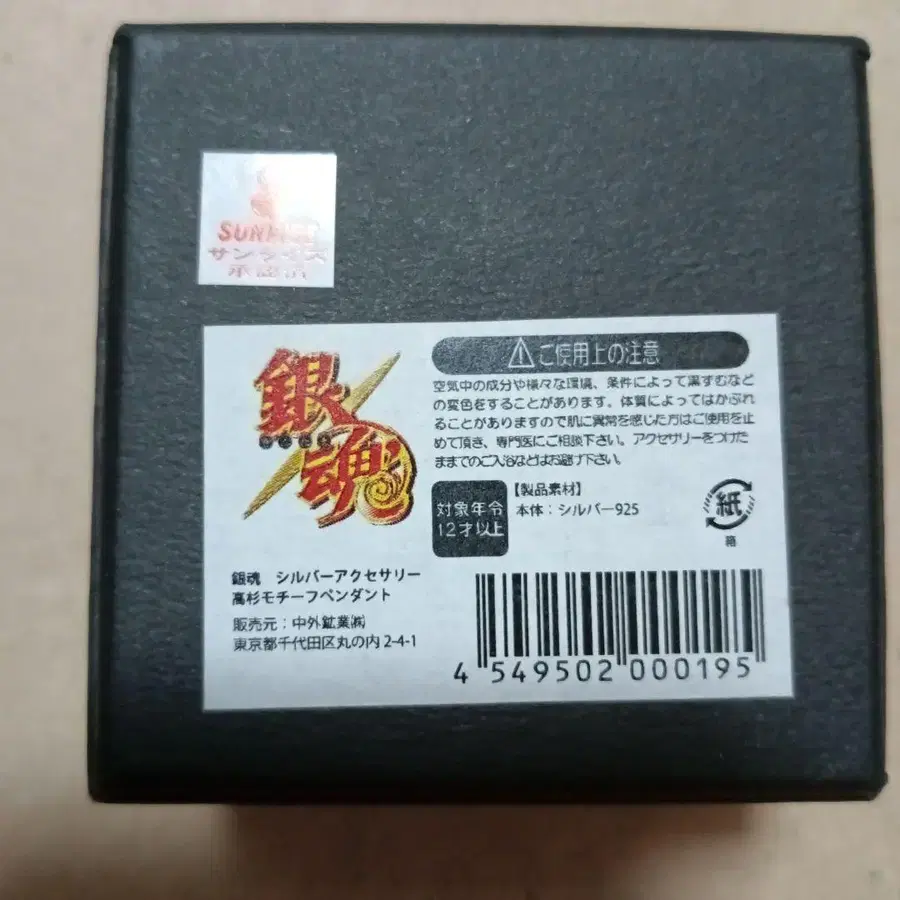 SUNRISE
サンライズ
承認済
銀魂
⚠ご使用上の注意
空気中の成分や様々な環境、条件によって黒ずむなど
の変色をすることがあります。体質によってはかぶれ
ることがありますので肌に異常を感じた方はご使用を止
めて頂き、専門医にご相談下さい。アクセサリーをつけた
ままでのご入浴などはお避け下さい。
対象年令
12才以上
【製品素材】
本体：シルバー925
紙
箱
銀魂　シルバーアクセサリー
高杉モチーフペンダント
販売元：中外鉱業㈱
東京都千代田区丸の内2-4-1
4 549502 000195